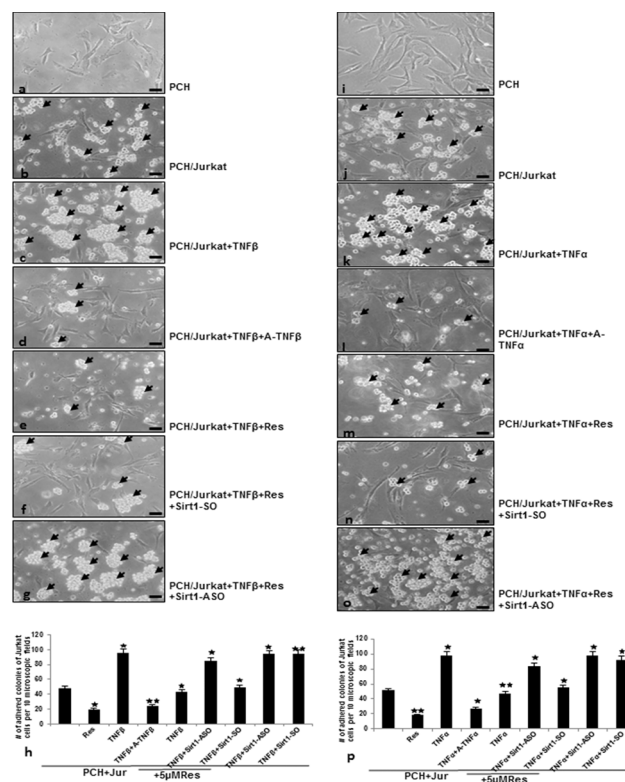 a
PCH
b
PCH/Jurkat
c
PCH/Jurkat+TNFβ
d
PCH/Jurkat+TNFβ+A-TNFβ
e
PCH/Jurkat+TNFβ+Res
f
PCH/Jurkat+TNFβ+Res
+Sirt1-SO
g
PCH/Jurkat+TNFβ+Res
+Sirt1-ASO
i
PCH
j
PCH/Jurkat
k
PCH/Jurkat+TNFα
l
PCH/Jurkat+TNFα+A-
TNFα
m
PCH/Jurkat+TNFα+Res
n
PCH/Jurkat+TNFα+Res
+Sirt1-SO
o
PCH/Jurkat+TNFα+Res
+Sirt1-ASO
# of adhered colonies of Jurkat
cells per 10 microscopic fields
120
100
80
60
40
20
0
* * ** * * * * **
Res
TNFβ
TNFβ+A-TNFβ
TNFβ
TNFβ+Sirt1-ASO
TNFβ+Sirt1-SO
TNFβ+Sirt1-ASO
TNFβ+Sirt1-SO
h
PCH+Jur
+5µMRes
# of adhered colonies of Jurkat
cells per 10 microscopic fields
120
100
80
60
40
20
0
** * * ** * * * *
Res
TNFα
TNFα+A-TNFα
TNFα
TNFα+Sirt1-ASO
TNFα+Sirt1-SO
TNFα+Sirt1-ASO
TNFα+Sirt1-SO
p
PCH+Jur
+5µMRes